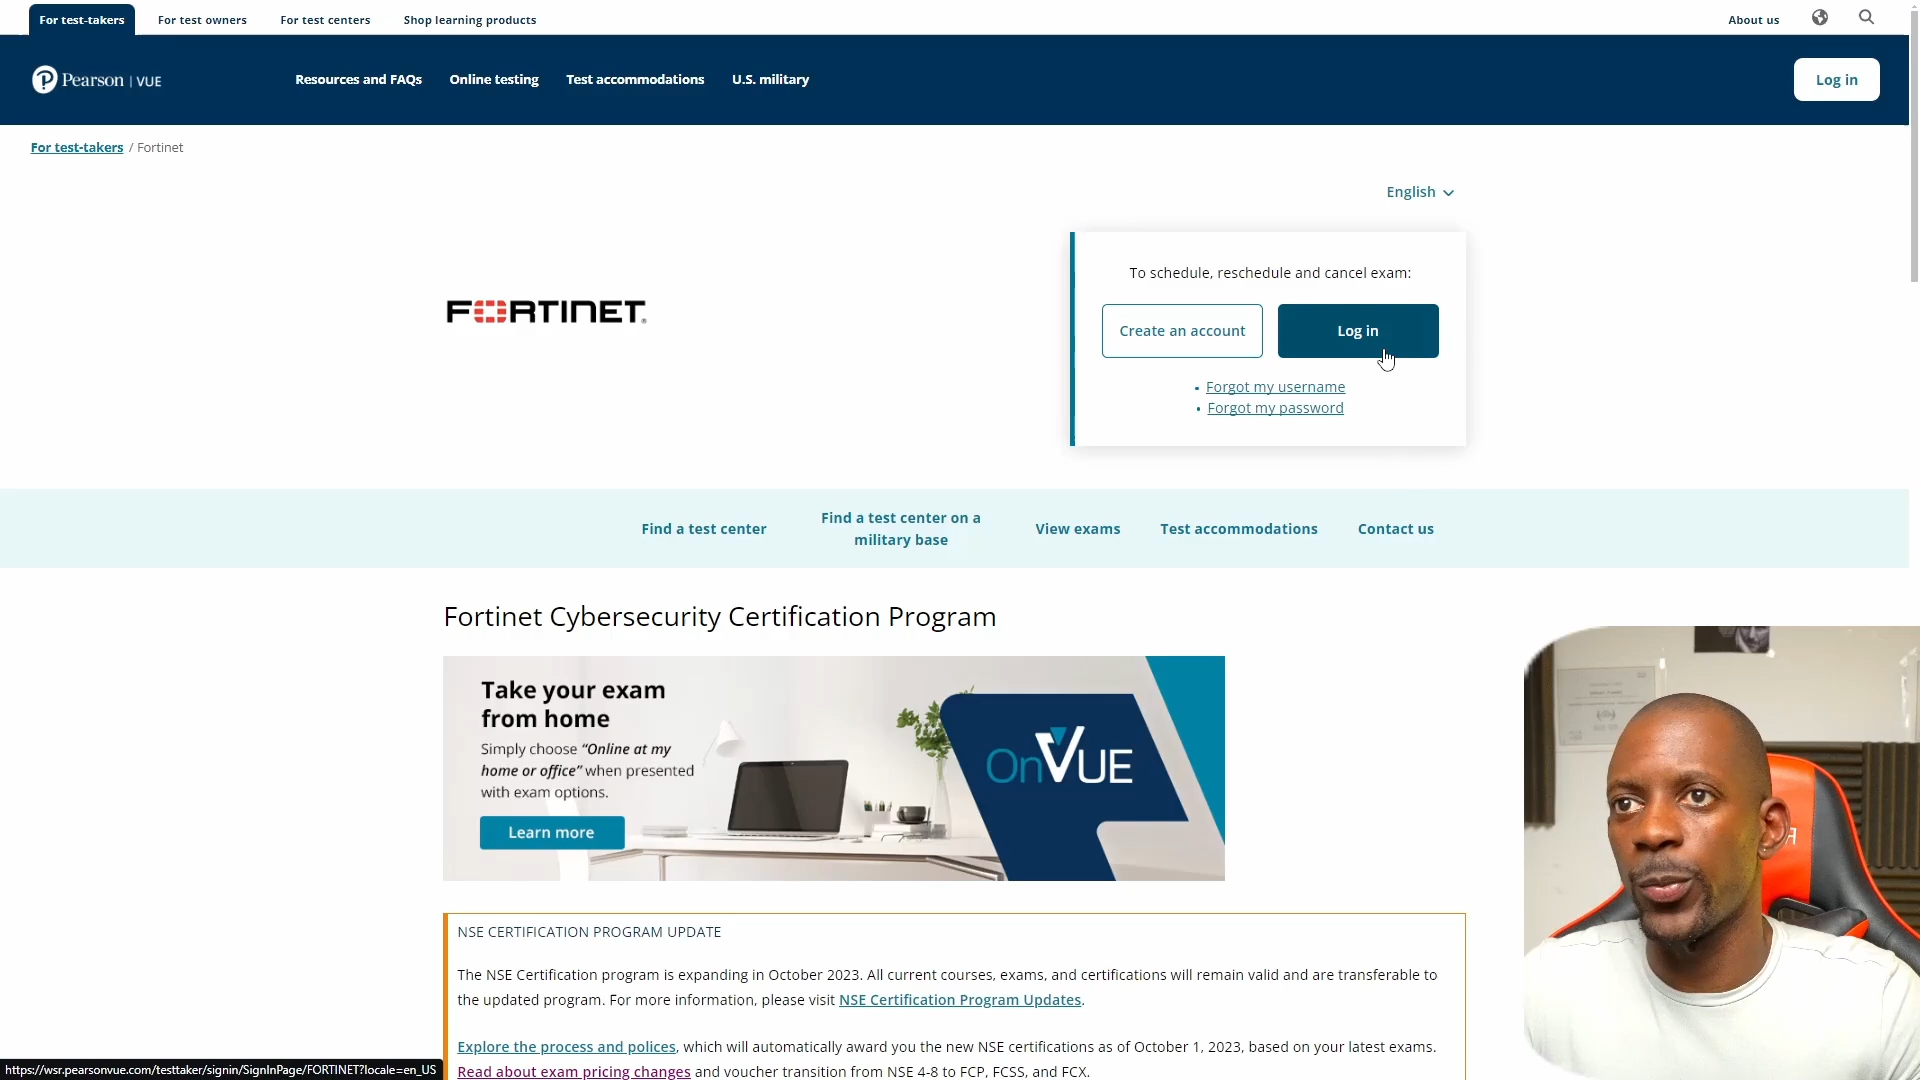 For test-takers
For test owners
For test centers
Shop learning products
About us
Pearson | VUE
Resources and FAQs
Online testing
Test accommodations
U.S. military
Log in
For test-takers / Fortinet
English
FORTINET
To schedule, reschedule and cancel exam:
Create an account
Log in
• Forgot my username
• Forgot my password
Find a test center
Find a test center on a
military base
View exams
Test accommodations
Contact us
Fortinet Cybersecurity Certification Program
Take your exam
from home
Simply choose “Online at my
home or office” when presented
with exam options.
Learn more
OnVUE
NSE CERTIFICATION PROGRAM UPDATE
The NSE Certification program is expanding in October 2023. All current courses, exams, and certifications will remain valid and are transferable to
the updated program. For more information, please visit NSE Certification Program Updates.
Explore the process and polices, which will automatically award you the new NSE certifications as of October 1, 2023, based on your latest exams.
Read about exam pricing changes and voucher transition from NSE 4-8 to FCP, FCSS, and FCX.
https://wsr.pearsonvue.com/testtaker/signin/SignInPage/FORTINET?locale=en_US